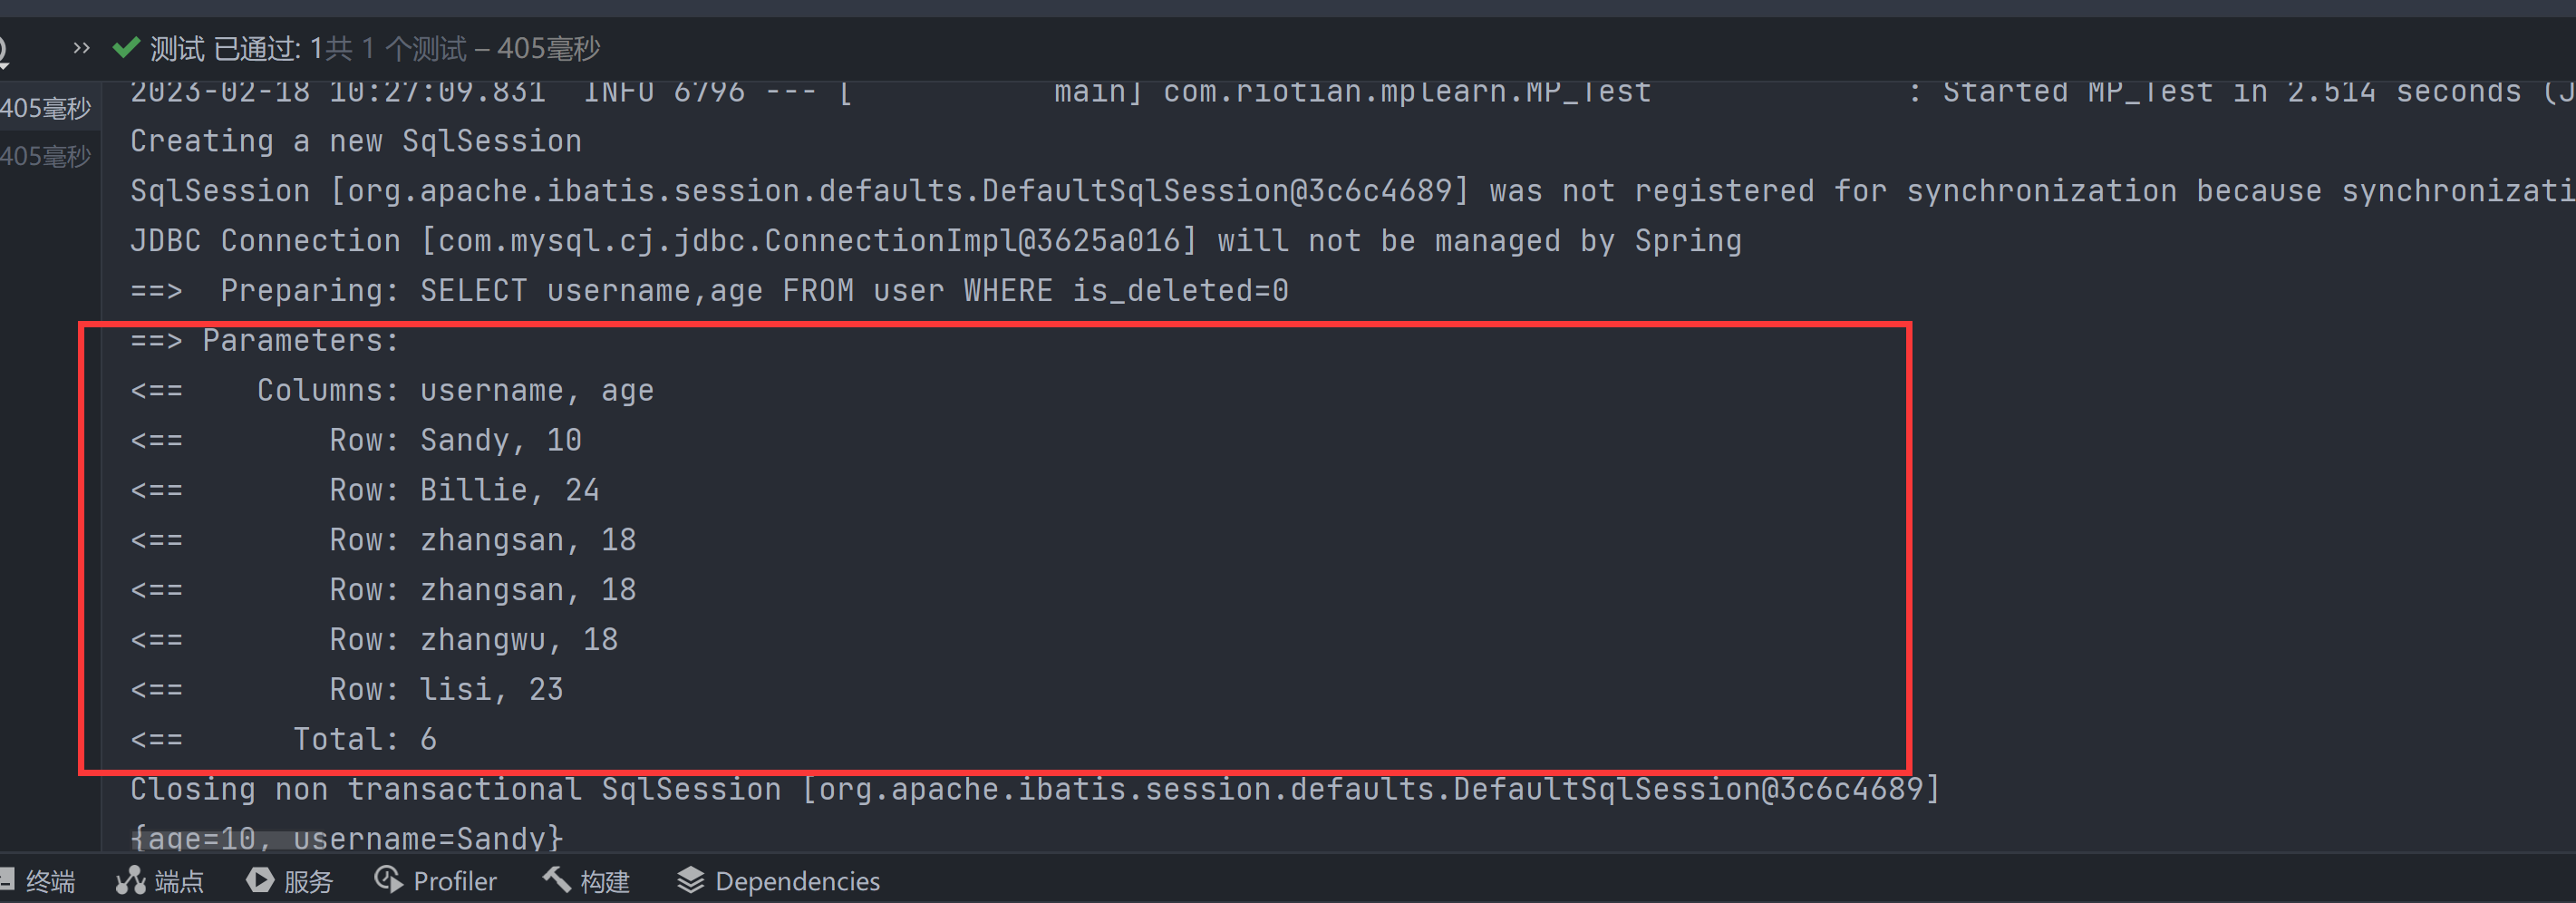 测试 已通过: 1共 1 个测试 – 405毫秒
405毫秒
405毫秒
2023-02-18 10:27:09.831  INFO 6796 --- [           main] com.riotian.mplearn.MP_Test              : Started MP_Test in 2.514 seconds (J
Creating a new SqlSession
SqlSession [org.apache.ibatis.session.defaults.DefaultSqlSession@3c6c4689] was not registered for synchronization because synchronizati
JDBC Connection [com.mysql.cj.jdbc.ConnectionImpl@3625a016] will not be managed by Spring
==>  Preparing: SELECT username,age FROM user WHERE is_deleted=0
==> Parameters:
<==    Columns: username, age
<==        Row: Sandy, 10
<==        Row: Billie, 24
<==        Row: zhangsan, 18
<==        Row: zhangsan, 18
<==        Row: zhangwu, 18
<==        Row: lisi, 23
<==      Total: 6
Closing non transactional SqlSession [org.apache.ibatis.session.defaults.DefaultSqlSession@3c6c4689]
{age=10, username=Sandy}
终端 端点 服务 Profiler 构建 Dependencies